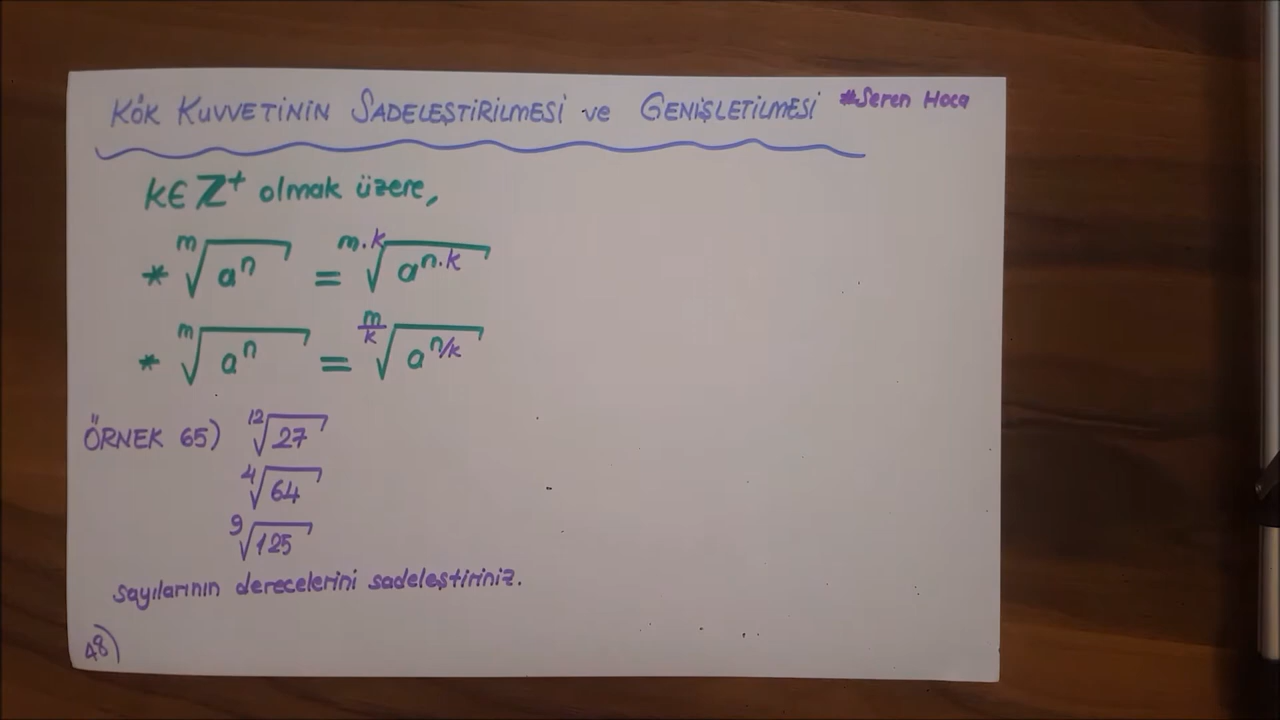 KÖK KUVVETİNİN SADELEŞTİRİLMESİ ve GENİŞLETİLMESİ #Seren Hoca
k∈Z⁺ olmak üzere,
* ᵐ√aⁿ = ᵐ·ᵏ√aⁿ·ᵏ
* ᵐ√aⁿ = ᵐ/ᵏ√aⁿ/ᵏ
ÖRNEK 65) ¹²√27
⁴√64
⁹√125
sayılarının derecelerini sadeleştiriniz.
48)